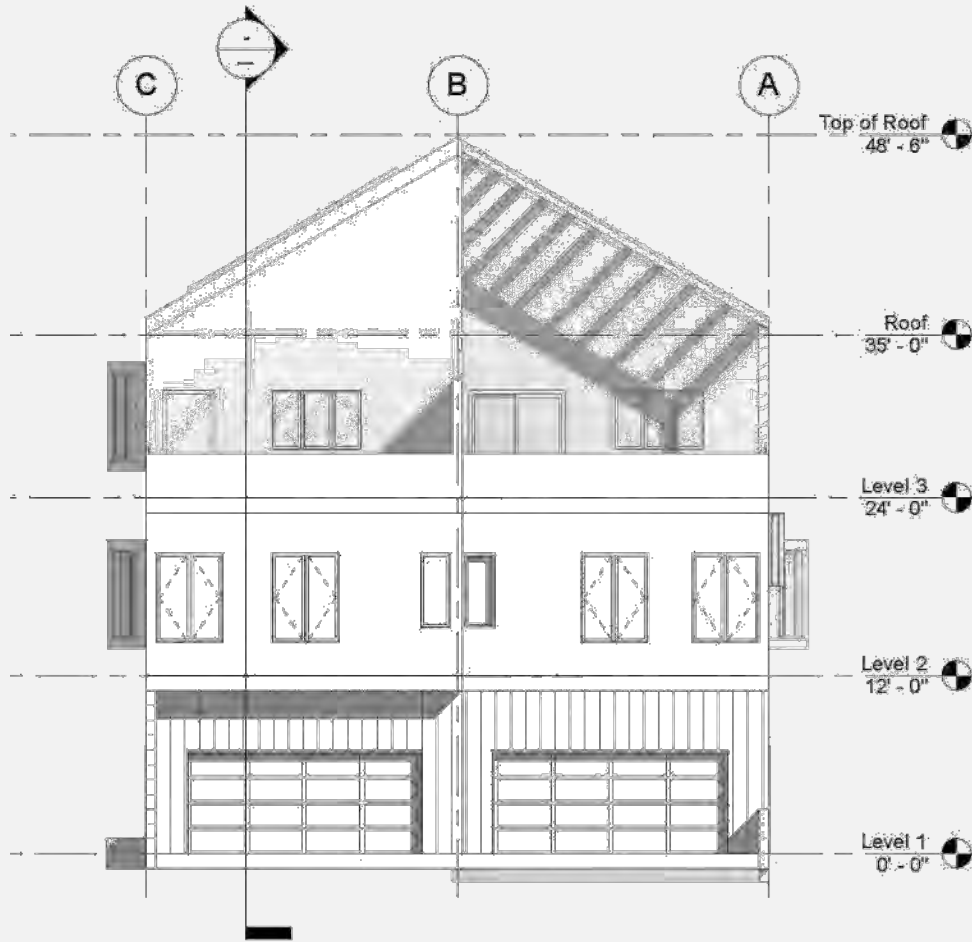 C
B
A
Top of Roof
48' - 6"
Roof
35' - 0"
Level 3
24' - 0"
Level 2
12' - 0"
Level 1
0' - 0"